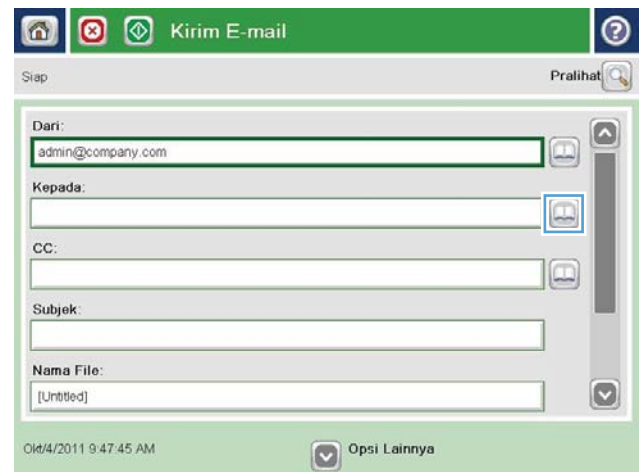 Kirim E-mail
Siap
Pralihat
Dari:
admin@company.com
Kepada:
CC:
Subjek:
Nama File:
[Untitled]
Okt/4/2011 9:47:45 AM
Opsi Lainnya